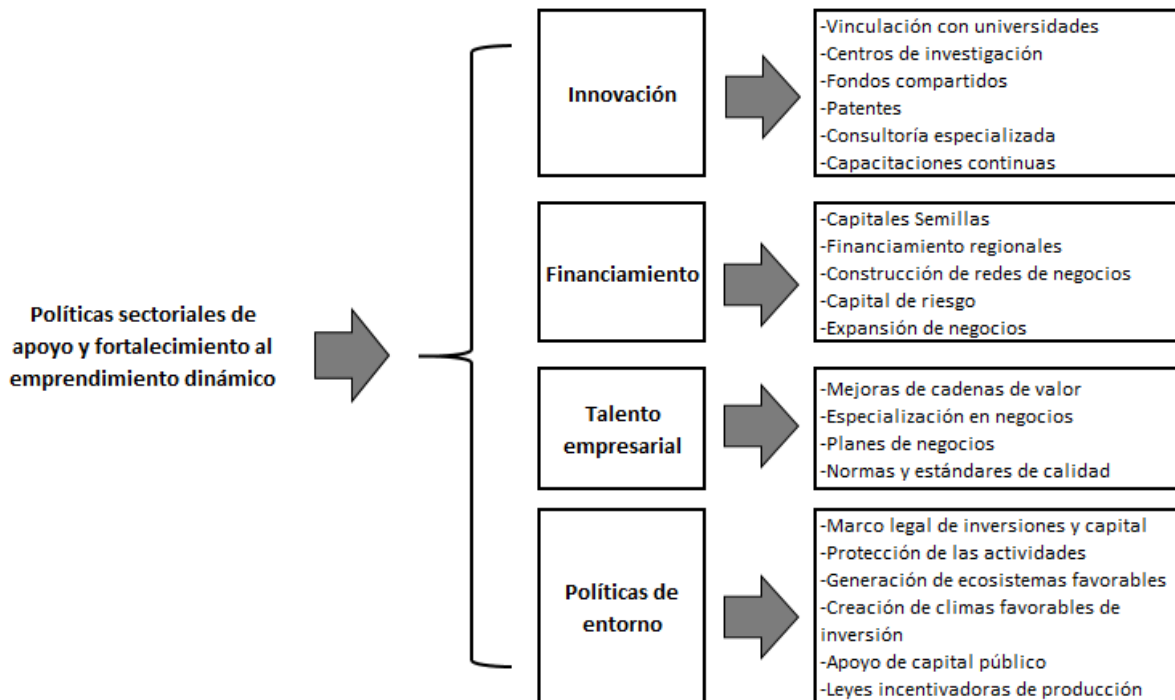 Políticas sectoriales de
apoyo y fortalecimiento al
emprendimiento dinámico
Innovación
-Vinculación con universidades
-Centros de investigación
-Fondos compartidos
-Patentes
-Consultoría especializada
-Capacitaciones continuas
Financiamiento
-Capitales Semillas
-Financiamiento regionales
-Construcción de redes de negocios
-Capital de riesgo
-Expansión de negocios
Talento
empresarial
-Mejoras de cadenas de valor
-Especialización en negocios
-Planes de negocios
-Normas y estándares de calidad
Políticas de
entorno
-Marco legal de inversiones y capital
-Protección de las actividades
-Generación de ecosistemas favorables
-Creación de climas favorables de
inversión
-Apoyo de capital público
-Leyes incentivadoras de producción